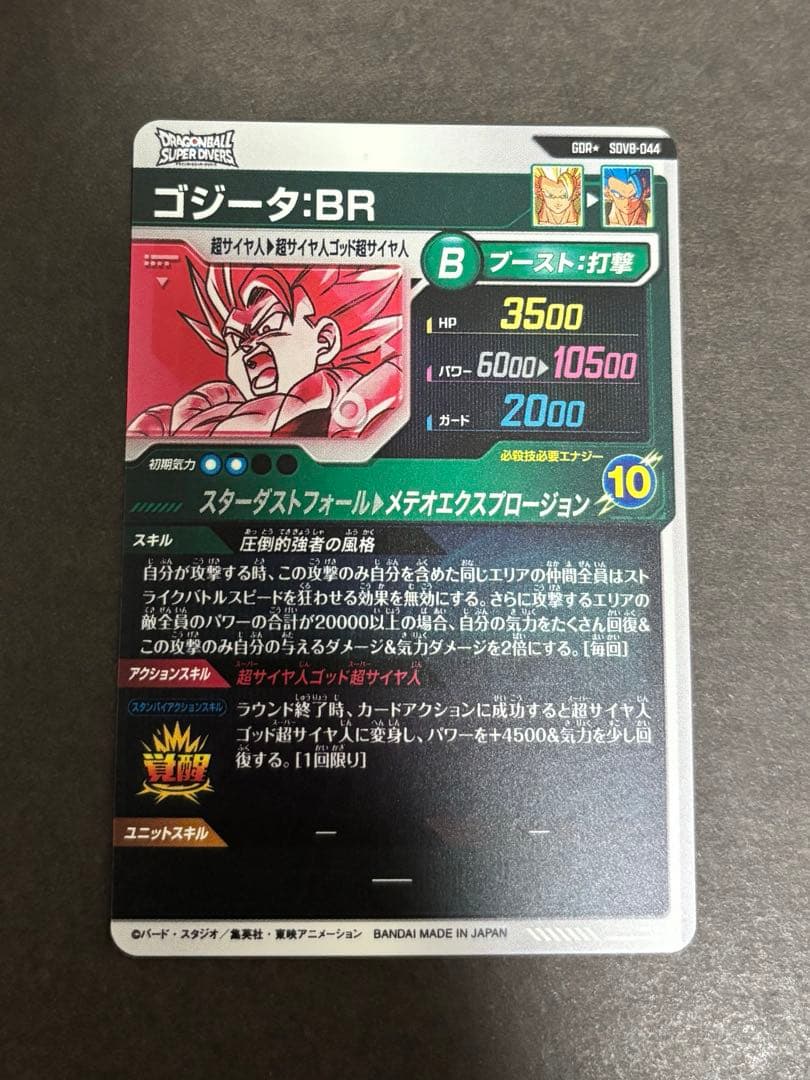 DRAGONBALL
SUPER DIVERS
GDR★ SDV8-044
ゴジータ:BR
超サイヤ人▶超サイヤ人ゴッド超サイヤ人
B ブースト:打撃
HP 3500
パワー 6000▶10500
ガード 2000
初期気力
必殺技必要エナジー
10
スターダストフォール▶メテオエクスプロージョン
スキル 圧倒的強者の風格
自分が攻撃する時、この攻撃のみ自分を含めた同じエリアの仲間全員はスト
ライクバトルスピードを狂わせる効果を無効にする。さらに攻撃するエリアの
敵全員のパワーの合計が20000以上の場合、自分の気力をたくさん回復&
この攻撃のみ自分の与えるダメージ&気力ダメージを2倍にする。[毎回]
アクションスキル 超サイヤ人ゴッド超サイヤ人
スタンバイアクションスキル
覚醒
ラウンド終了時、カードアクションに成功すると超サイヤ人
ゴッド超サイヤ人に変身し、パワーを+4500&気力を少し回
復する。[1回限り]
ユニットスキル ― ―
―
©バード・スタジオ/集英社・東映アニメーション BANDAI MADE IN JAPAN